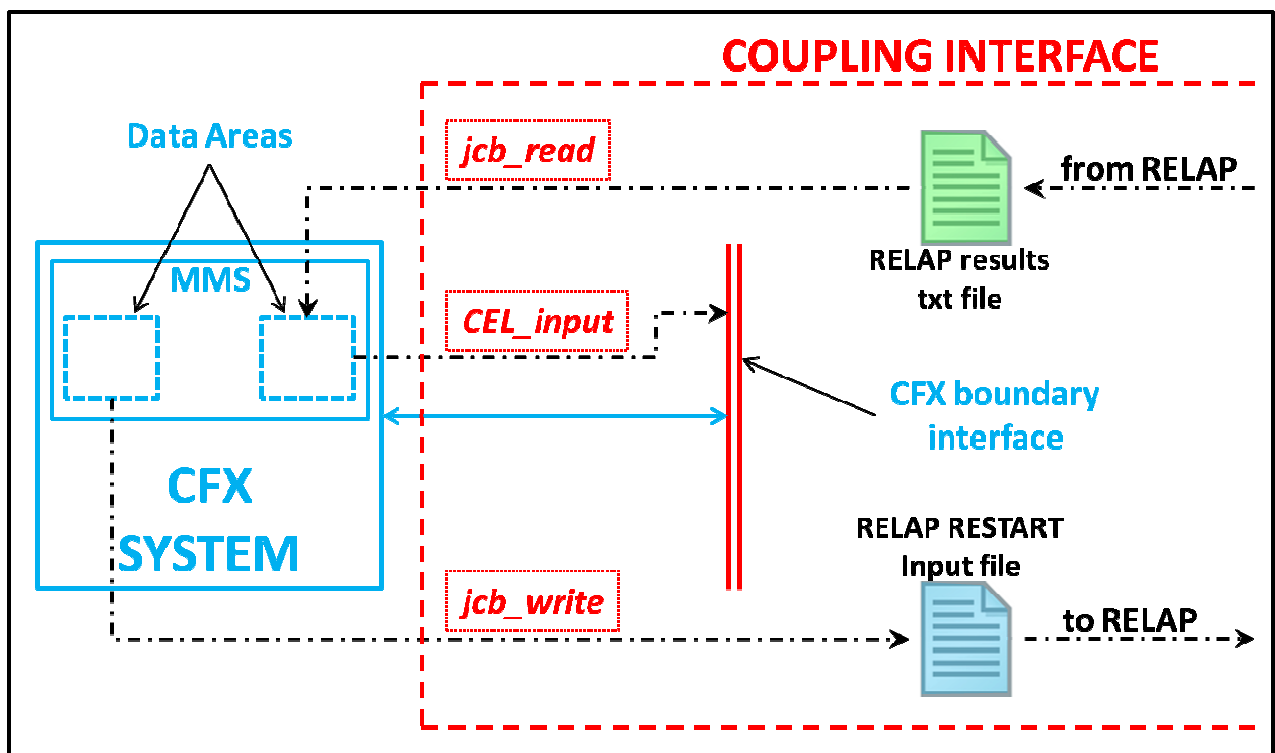 COUPLING INTERFACE
Data Areas
jcb_read
from RELAP
RELAP results
txt file
MMS
CEL_input
CFX boundary
interface
CFX
SYSTEM
RELAP RESTART
Input file
jcb_write
to RELAP